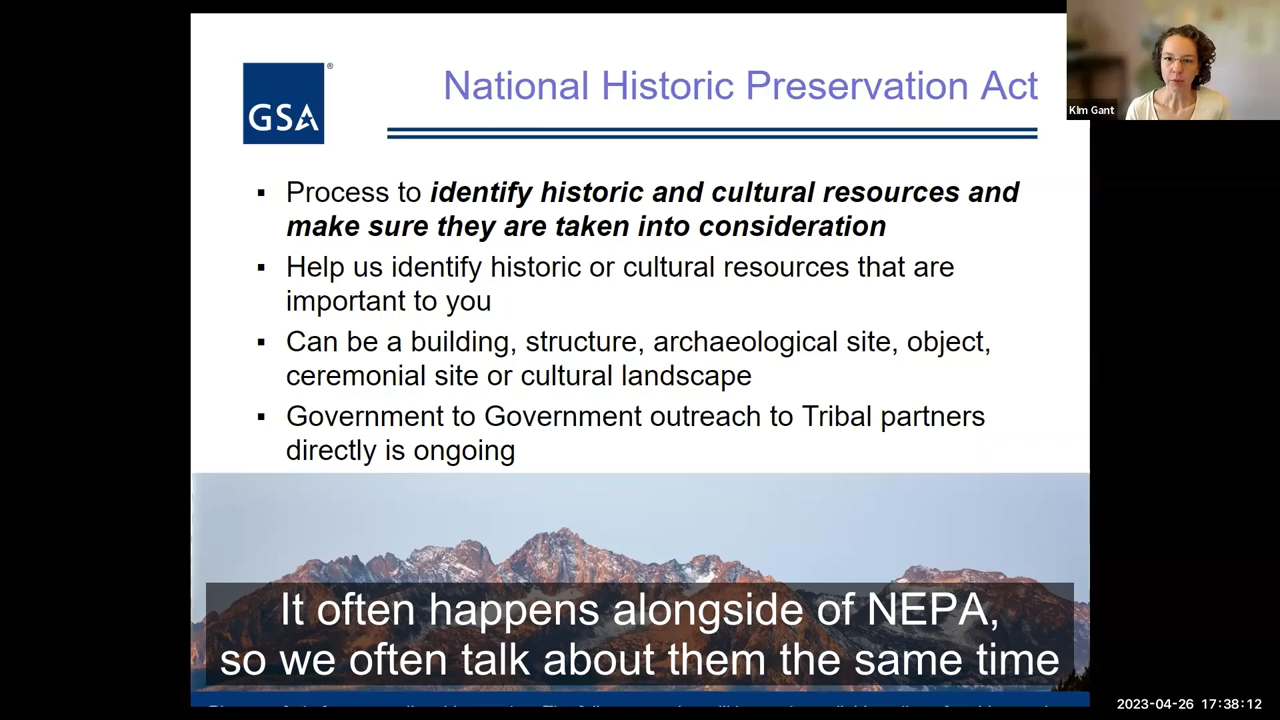 National Historic Preservation Act
GSA
®
Kim Gant
▪ Process to identify historic and cultural resources and
make sure they are taken into consideration
▪ Help us identify historic or cultural resources that are
important to you
▪ Can be a building, structure, archaeological site, object,
ceremonial site or cultural landscape
▪ Government to Government outreach to Tribal partners
directly is ongoing
It often happens alongside of NEPA,
so we often talk about them the same time
2023-04-26 17:38:12